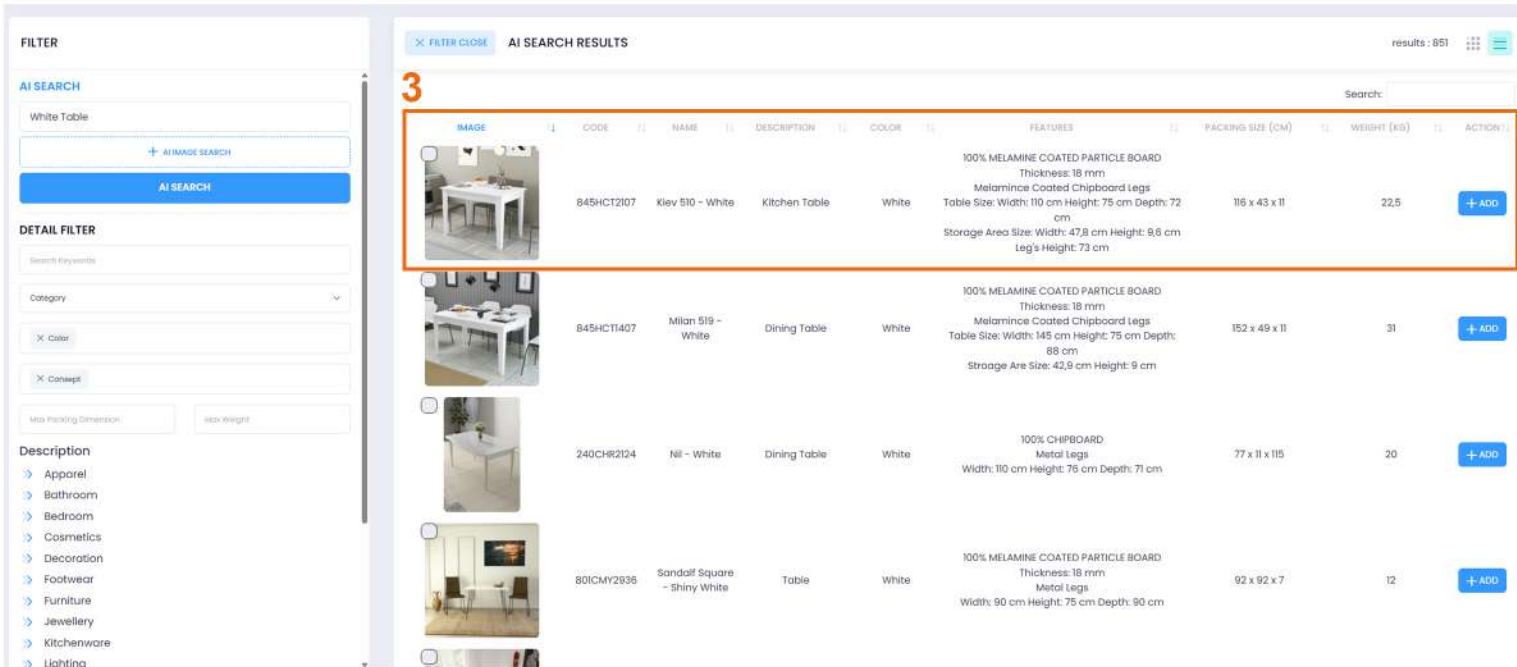 FILTER
AI SEARCH
White Table
+ AI IMAGE SEARCH
AI SEARCH
DETAIL FILTER
Search Keywords
Category
× Color
× Consept
Max Packing Dimension
Max Weight
Description
Apparel
Bathroom
Bedroom
Cosmetics
Decoration
Footwear
Furniture
Jewellery
Kitchenware
Lighting
× FILTER CLOSE
AI SEARCH RESULTS
results : 851
3
Search:
IMAGE CODE NAME DESCRIPTION COLOR FEATURES PACKING SIZE (CM) WEIGHT (KG) ACTION
100% MELAMINE COATED PARTICLE BOARD
Thickness: 18 mm
Melamince Coated Chipboard Legs
845HCT2107 Kiev 510 - White Kitchen Table White Table Size: Width: 110 cm Height: 75 cm Depth: 72 116 x 43 x 11 22,5 + ADD
cm
Storage Area Size: Width: 47,8 cm Height: 9,6 cm
Leg's Height: 73 cm
100% MELAMINE COATED PARTICLE BOARD
Thickness: 18 mm
Melamince Coated Chipboard Legs
845HCT1407 Milan 519 - White Dining Table White Table Size: Width: 145 cm Height: 75 cm Depth: 152 x 49 x 11 31 + ADD
88 cm
Stroage Are Size: 42,9 cm Height: 9 cm
100% CHIPBOARD
240CHR2124 Nil - White Dining Table White Metal Legs 77 x 11 x 115 20 + ADD
Width: 110 cm Height: 76 cm Depth: 71 cm
100% MELAMINE COATED PARTICLE BOARD
Thickness: 18 mm
801CMY2936 Sandalf Square - Shiny White Table White Metal Legs 92 x 92 x 7 12 + ADD
Width: 90 cm Height: 75 cm Depth: 90 cm